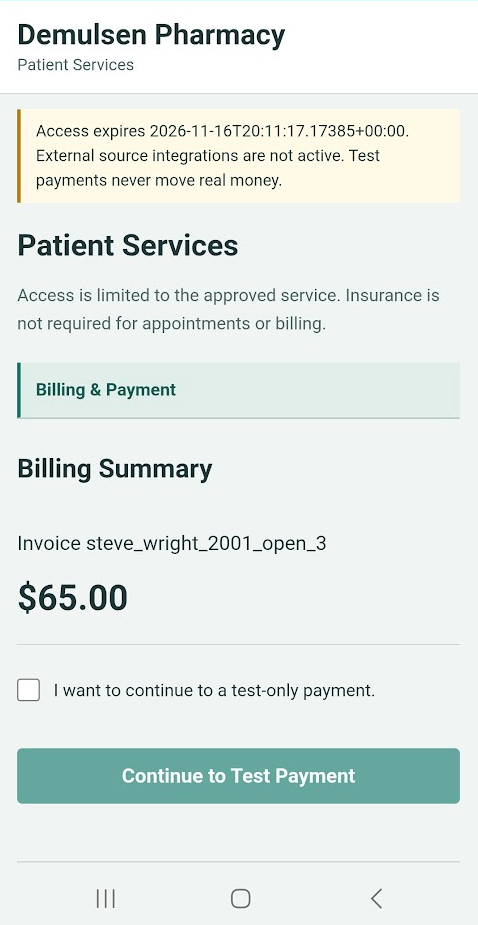 Demulsen Pharmacy
Patient Services
Access expires 2026-11-16T20:11:17.17385+00:00.
External source integrations are not active. Test
payments never move real money.
Patient Services
Access is limited to the approved service. Insurance is
not required for appointments or billing.
Billing & Payment
Billing Summary
Invoice steve_wright_2001_open_3
$65.00
I want to continue to a test-only payment.
Continue to Test Payment